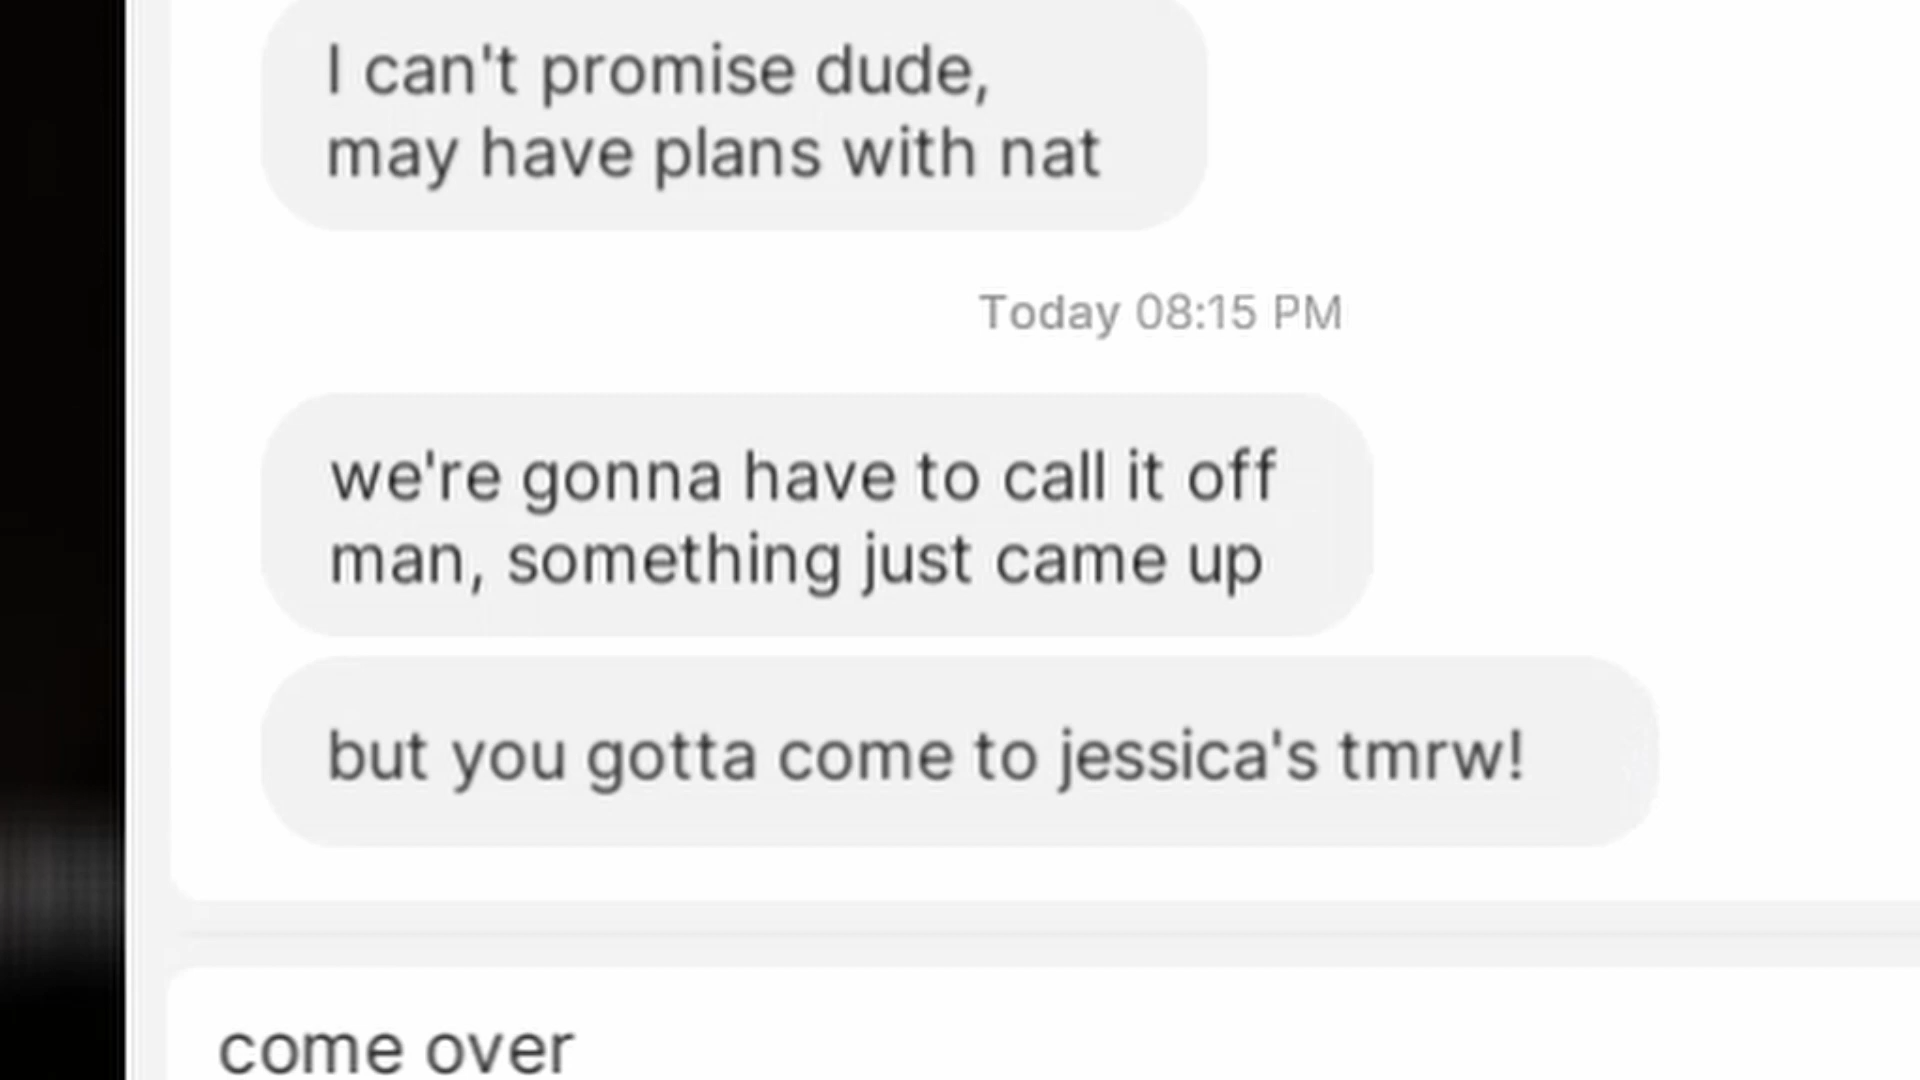 I can't promise dude,
may have plans with nat
Today 08:15 PM
we're gonna have to call it off
man, something just came up
but you gotta come to jessica's tmrw!
come over